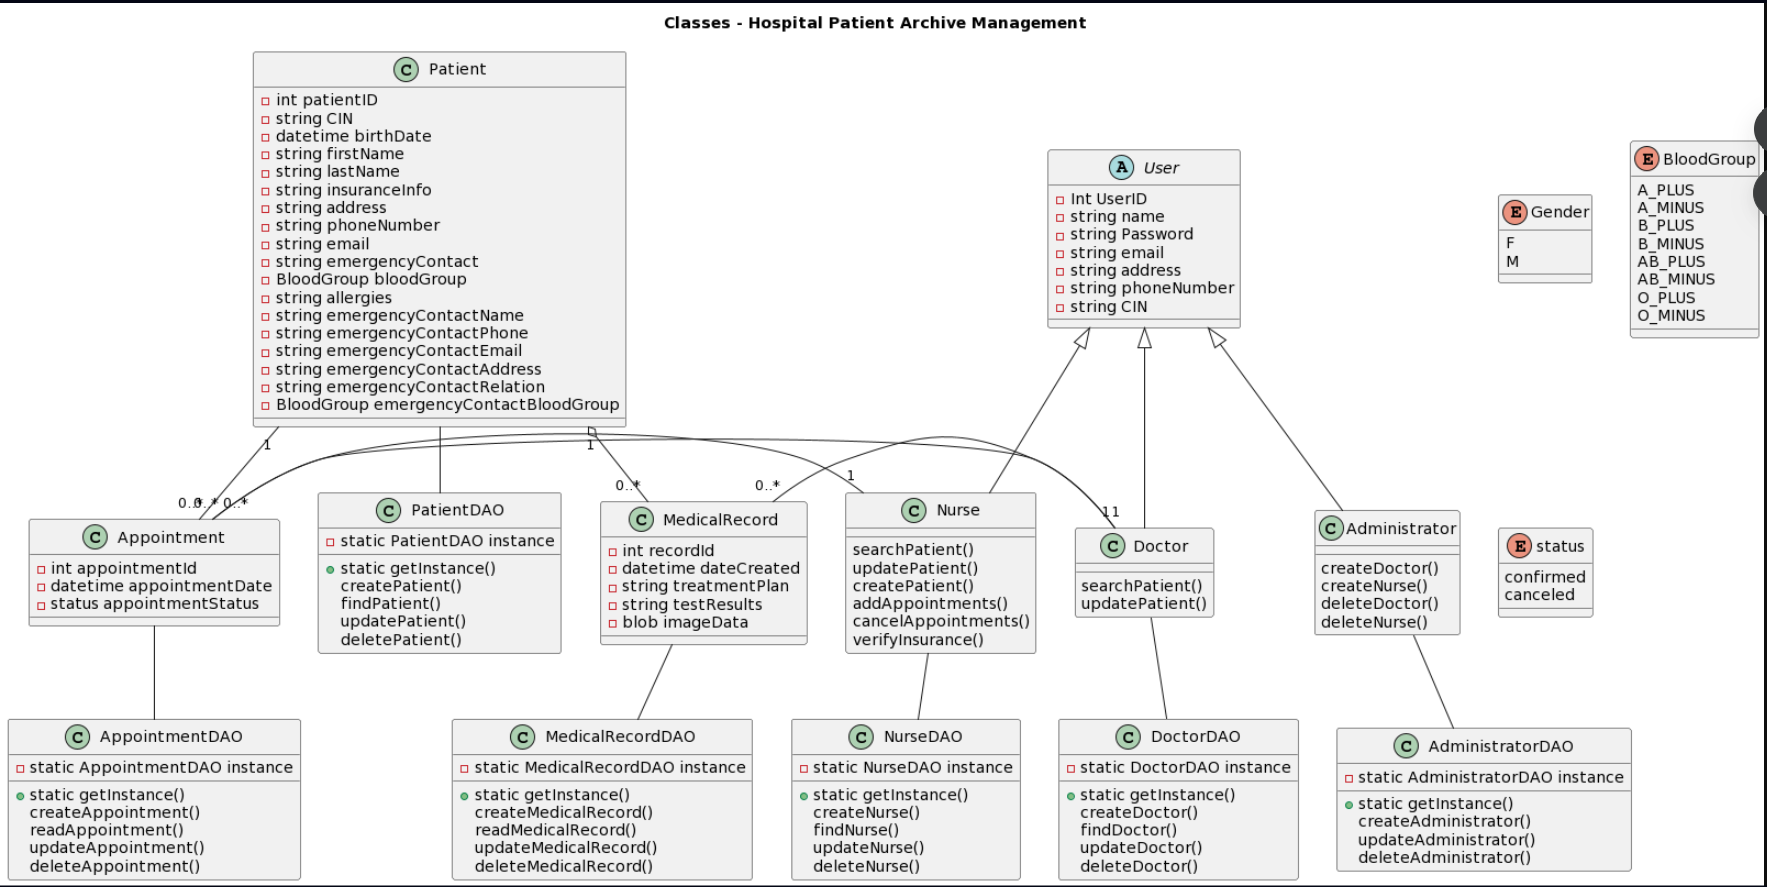 Classes - Hospital Patient Archive Management
C Patient
int patientID
string CIN
datetime birthDate
string firstName
string lastName
string insuranceInfo
string address
string phoneNumber
string email
string emergencyContact
BloodGroup bloodGroup
string allergies
string emergencyContactName
string emergencyContactPhone
string emergencyContactEmail
string emergencyContactAddress
string emergencyContactRelation
BloodGroup emergencyContactBloodGroup
A User
Int UserID
string name
string Password
string email
string address
string phoneNumber
string CIN
E Gender
F
M
E BloodGroup
A_PLUS
A_MINUS
B_PLUS
B_MINUS
AB_PLUS
AB_MINUS
O_PLUS
O_MINUS
1
1
1
0..*
0..*
0..*
11
C Appointment
int appointmentId
datetime appointmentDate
status appointmentStatus
C PatientDAO
static PatientDAO instance
static getInstance()
createPatient()
findPatient()
updatePatient()
deletePatient()
C MedicalRecord
int recordId
datetime dateCreated
string treatmentPlan
string testResults
blob imageData
C Nurse
searchPatient()
updatePatient()
createPatient()
addAppointments()
cancelAppointments()
verifyInsurance()
C Doctor
searchPatient()
updatePatient()
C Administrator
createDoctor()
createNurse()
deleteDoctor()
deleteNurse()
E status
confirmed
canceled
C AppointmentDAO
static AppointmentDAO instance
static getInstance()
createAppointment()
readAppointment()
updateAppointment()
deleteAppointment()
C MedicalRecordDAO
static MedicalRecordDAO instance
static getInstance()
createMedicalRecord()
readMedicalRecord()
updateMedicalRecord()
deleteMedicalRecord()
C NurseDAO
static NurseDAO instance
static getInstance()
createNurse()
findNurse()
updateNurse()
deleteNurse()
C DoctorDAO
static DoctorDAO instance
static getInstance()
createDoctor()
findDoctor()
updateDoctor()
deleteDoctor()
C AdministratorDAO
static AdministratorDAO instance
static getInstance()
createAdministrator()
updateAdministrator()
deleteAdministrator()